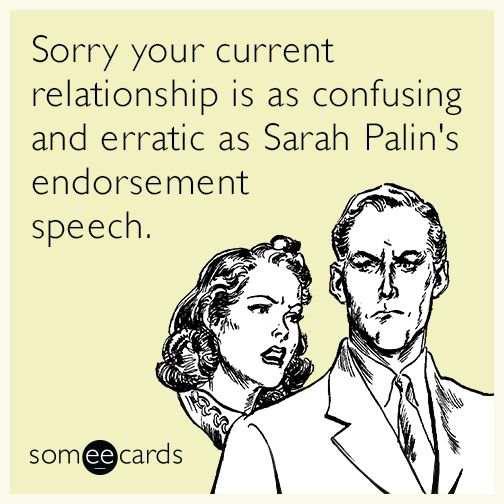 Sorry your current
relationship is as confusing
and erratic as Sarah Palin's
endorsement
speech.
someecards